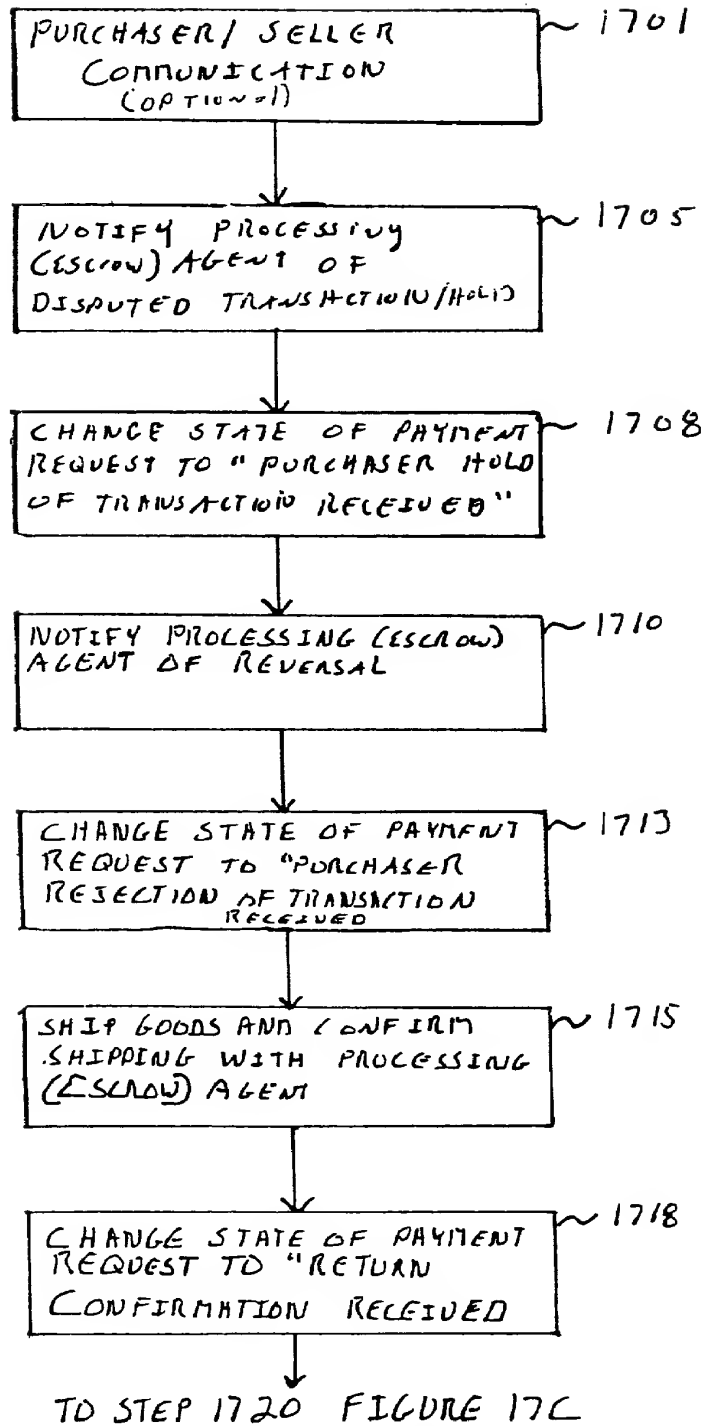 PURCHASER/ SELLER
COMMUNICATION
(OPTION=1)
1701
NOTIFY PROCESSING
(ESCROW) AGENT OF
DISPUTED TRANSACTION/HOLD
1705
CHANGE STATE OF PAYMENT
REQUEST TO "PURCHASER HOLD
OF TRANSACTION RECEIVED"
1708
NOTIFY PROCESSING (ESCROW)
AGENT OF REVERSAL
1710
CHANGE STATE OF PAYMENT
REQUEST TO "PURCHASER
REJECTION OF TRANSACTION
RECEIVED
1713
SHIP GOODS AND CONFIRM
SHIPPING WITH PROCESSING
(ESCROW) AGENT
1715
CHANGE STATE OF PAYMENT
REQUEST TO "RETURN
CONFIRMATION RECEIVED
1718
TO STEP 1720 FIGURE 17C